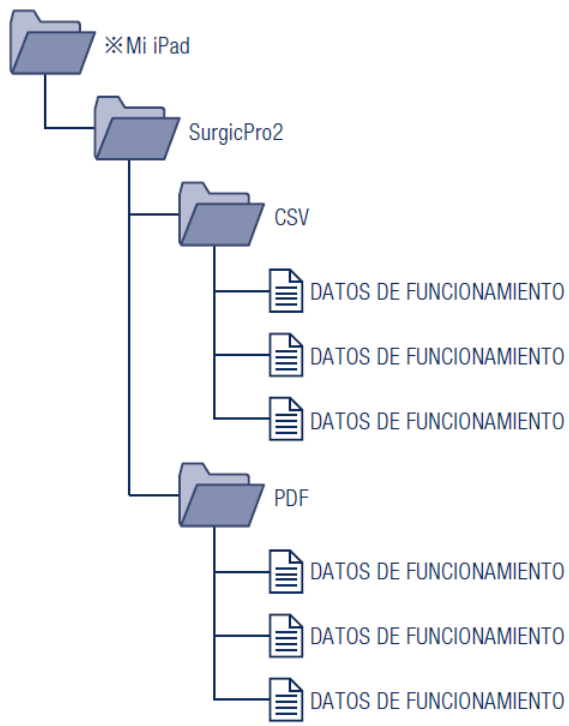 ※Mi iPad
SurgicPro2
CSV
DATOS DE FUNCIONAMIENTO
DATOS DE FUNCIONAMIENTO
DATOS DE FUNCIONAMIENTO
PDF
DATOS DE FUNCIONAMIENTO
DATOS DE FUNCIONAMIENTO
DATOS DE FUNCIONAMIENTO